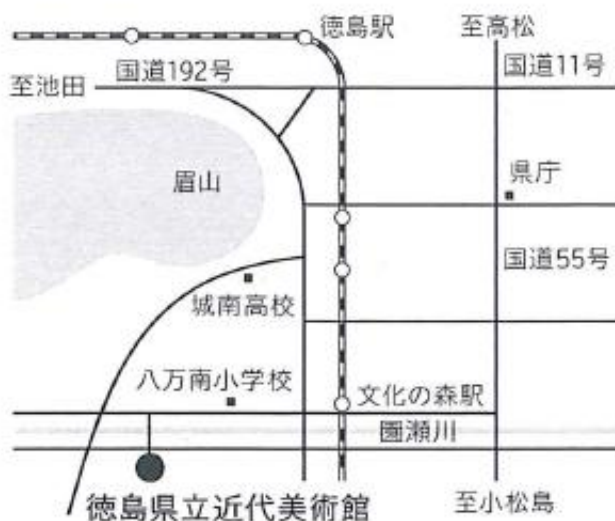 徳島駅
至高松
国道192号
国道11号
至池田
眉山
県庁
国道55号
城南高校
八万南小学校
文化の森駅
園瀬川
徳島県立近代美術館
至小松島